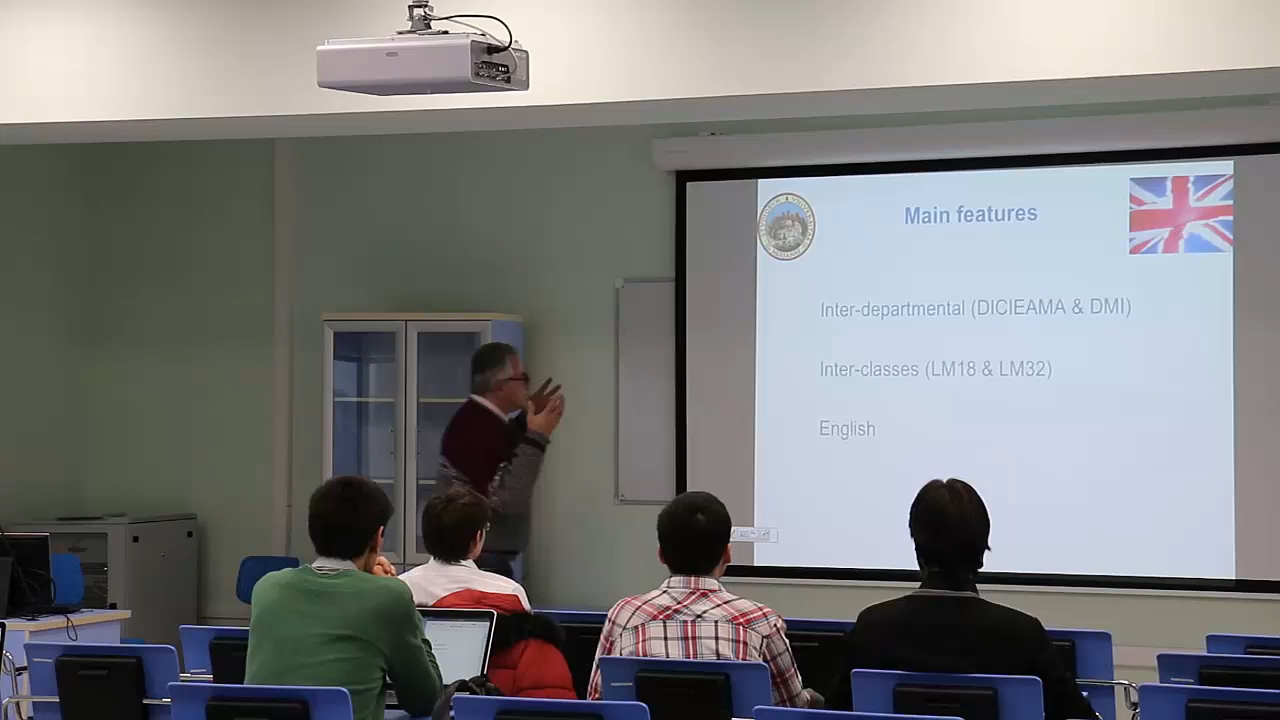 Main features
Inter-departmental (DICIEAMA & DMI)
Inter-classes (LM18 & LM32)
English